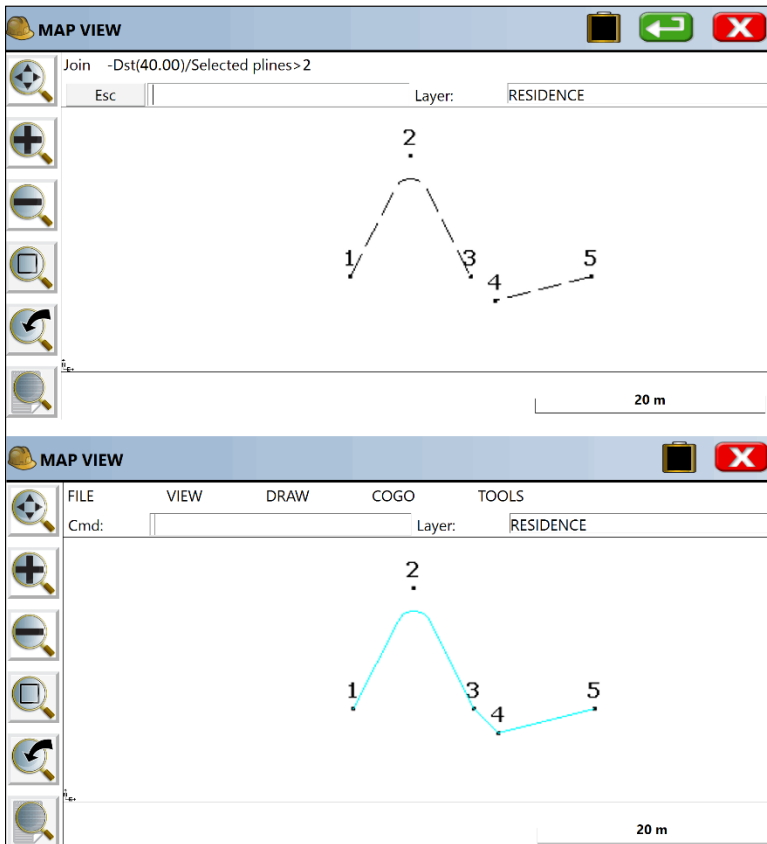 MAP VIEW
Join -Dst(40.00)/Selected plines>2
Esc Layer: RESIDENCE
2
1 3
4 5
20 m
MAP VIEW
FILE VIEW DRAW COGO TOOLS
Cmd: Layer: RESIDENCE
2
1 3 5
4
20 m